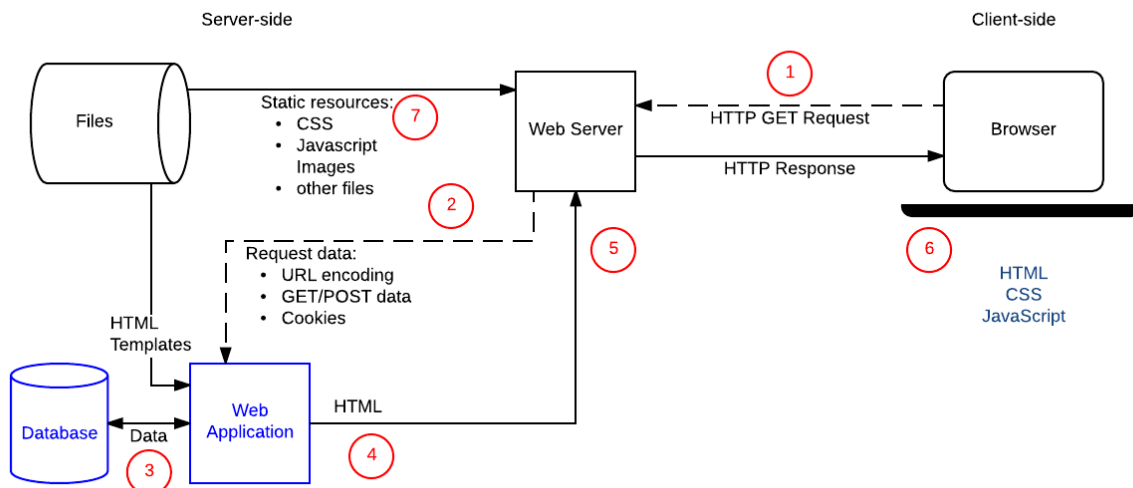 Server-side
Client-side
Files
Static resources:
• CSS
• Javascript
Images
• other files
7
Web Server
1
HTTP GET Request
HTTP Response
Browser
2
Request data:
• URL encoding
• GET/POST data
• Cookies
5
6
HTML
CSS
JavaScript
HTML
Templates
Database
Data
3
Web
Application
HTML
4